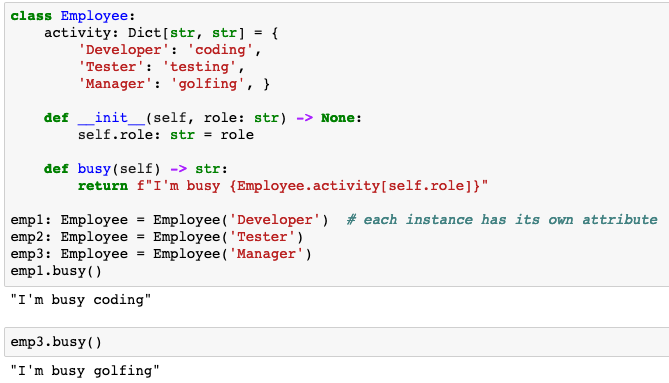 class Employee:
    activity: Dict[str, str] = {
        'Developer': 'coding',
        'Tester': 'testing',
        'Manager': 'golfing', }

    def __init__(self, role: str) -> None:
        self.role: str = role

    def busy(self) -> str:
        return f"I'm busy {Employee.activity[self.role]}"

emp1: Employee = Employee('Developer')  # each instance has its own attribute
emp2: Employee = Employee('Tester')
emp3: Employee = Employee('Manager')
emp1.busy()
"I'm busy coding"
emp3.busy()
"I'm busy golfing"